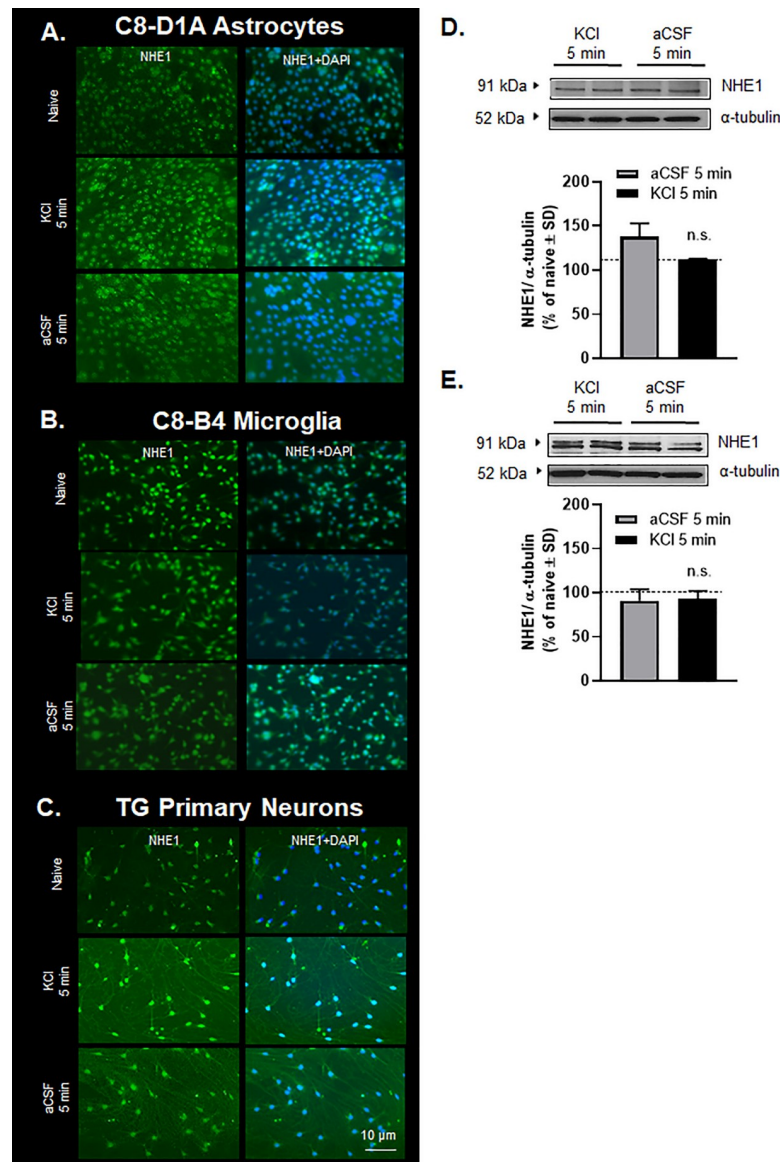 A.
C8-D1A Astrocytes
NHE1
NHE1+DAPI
Naive
KCl
5 min
aCSF
5 min
B.
C8-B4 Microglia
NHE1
NHE1+DAPI
Naive
KCl
5 min
aCSF
5 min
C.
TG Primary Neurons
NHE1
NHE1+DAPI
Naive
KCl
5 min
aCSF
5 min
10 µm
D.
KCl
5 min
aCSF
5 min
91 kDa
NHE1
52 kDa
α-tubulin
aCSF 5 min
KCl 5 min
NHE1/ α-tubulin
(% of naive ± SD)
200
150
100
50
0
n.s.
E.
KCl
5 min
aCSF
5 min
91 kDa
NHE1
52 kDa
α-tubulin
aCSF 5 min
KCl 5 min
NHE1/ α-tubulin
(% of naive ± SD)
200
150
100
50
0
n.s.